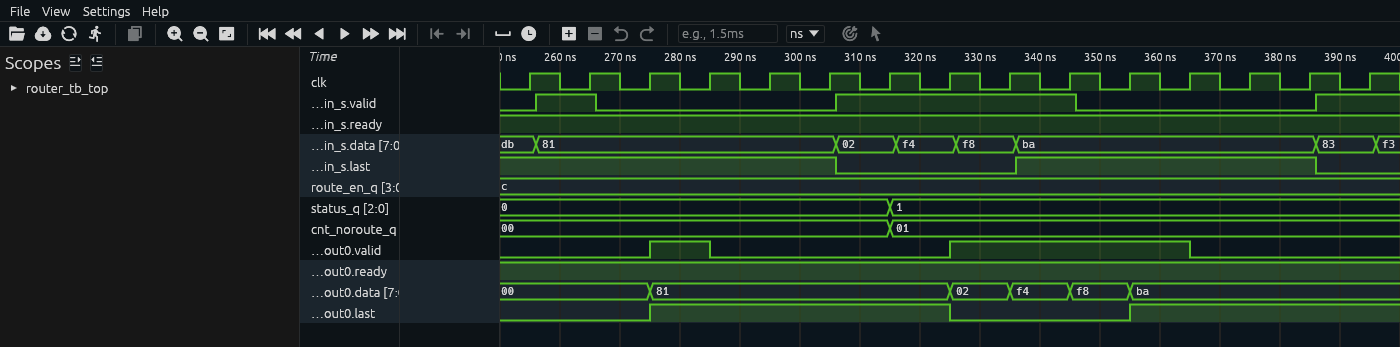 File View Settings Help
e.g., 1.5ms ns
Scopes
router_tb_top
Time 0 ns 260 ns 270 ns 280 ns 290 ns 300 ns 310 ns 320 ns 330 ns 340 ns 350 ns 360 ns 370 ns 380 ns 390 ns 400
clk
…in_s.valid
…in_s.ready
…in_s.data [7:0 db 81 02 f4 f8 ba 83 f3
…in_s.last
route_en_q [3:0 c
status_q [2:0] 0 1
cnt_noroute_q 00 01
…out0.valid
…out0.ready
…out0.data [7: 00 81 02 f4 f8 ba
…out0.last